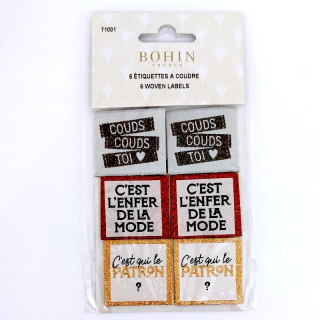 71001
BOHIN
FRANCE
6 ÉTIQUETTES A COUDRE
6 WOVEN LABELS
COUDS
COUDS
TOI
COUDS
COUDS
TOI
C'EST
L'ENFER
DE LA
MODE
C'EST
L'ENFER
DE LA
MODE
C'est qui le
PATRON
?
C'est qui le
PATRON
?